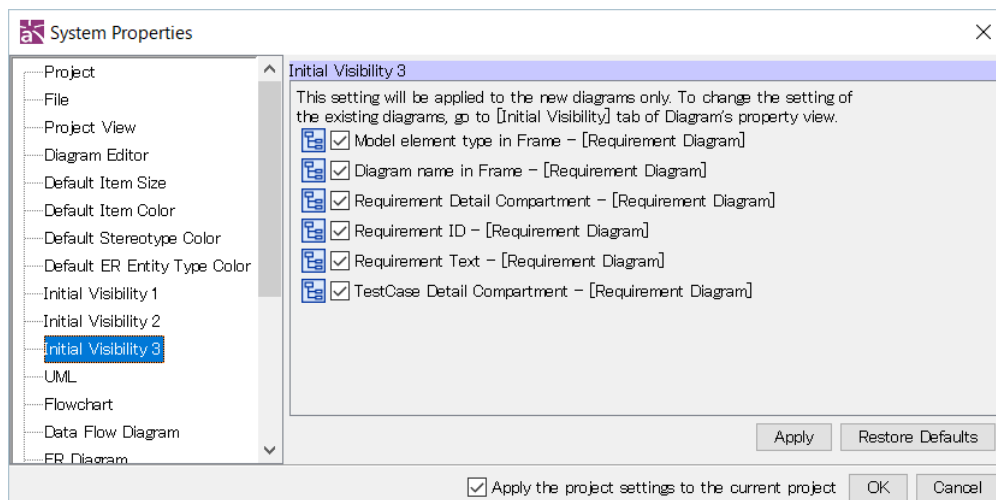 System Properties
Project
File
Project View
Diagram Editor
Default Item Size
Default Item Color
Default Stereotype Color
Default ER Entity Type Color
Initial Visibility 1
Initial Visibility 2
Initial Visibility 3
UML
Flowchart
Data Flow Diagram
ER Diagram
Initial Visibility 3
This setting will be applied to the new diagrams only. To change the setting of
the existing diagrams, go to [Initial Visibility] tab of Diagram's property view.
Model element type in Frame - [Requirement Diagram]
Diagram name in Frame - [Requirement Diagram]
Requirement Detail Compartment - [Requirement Diagram]
Requirement ID - [Requirement Diagram]
Requirement Text - [Requirement Diagram]
TestCase Detail Compartment - [Requirement Diagram]
Apply Restore Defaults
Apply the project settings to the current project OK Cancel